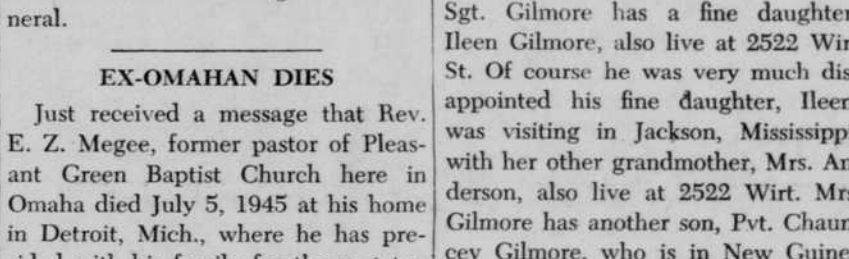 neral.
EX-OMAHAN DIES
Just received a message that Rev.
E. Z. Megee, former pastor of Pleas-
ant Green Baptist Church here in
Omaha died July 5, 1945 at his home
in Detroit, Mich., where he has pre-
Sgt. Gilmore has a fine daughter
Ileen Gilmore, also live at 2522 Wir
St. Of course he was very much dis
appointed his fine daughter, Ileen
was visiting in Jackson, Mississipp
with her other grandmother, Mrs. An
derson, also live at 2522 Wirt. Mrs
Gilmore has another son, Pvt. Chaun
cey Gilmore, who is in New Guine